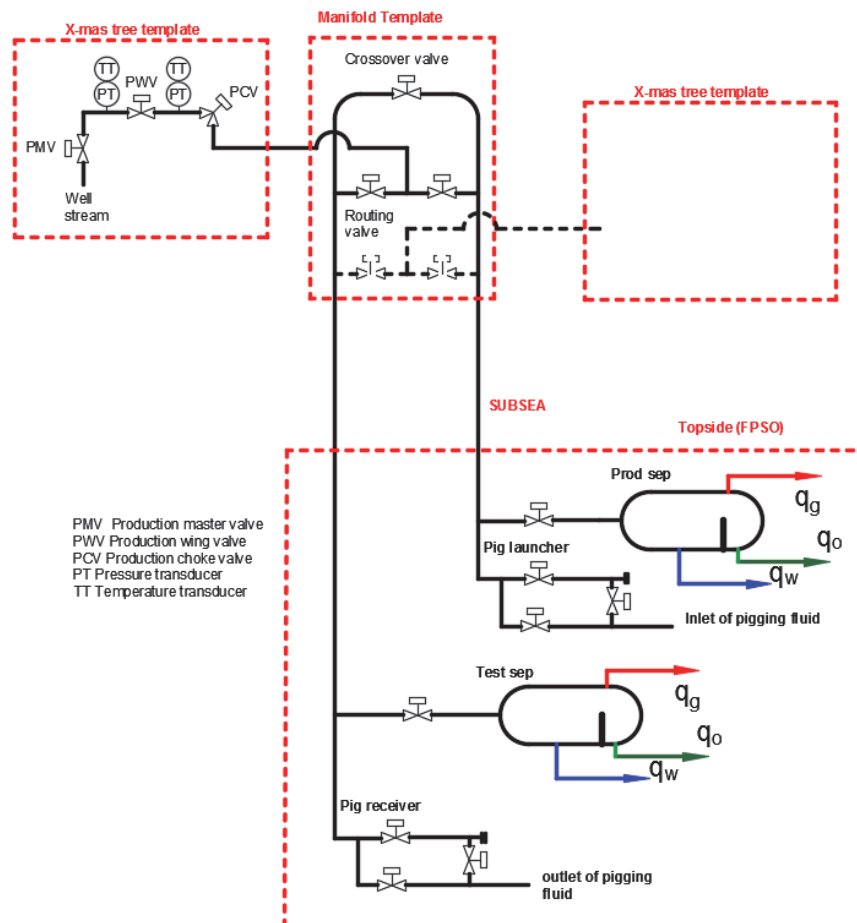 X-mas tree template
Manifold Template
Crossover valve
TT
TT
PT
PWV
PT
PCV
PMV
Well
stream
X-mas tree template
Routing
valve
SUBSEA
Topside (FPSO)
Prod sep
qg
qo
qw
PMV Production master valve
PWV Production wing valve
PCV Production choke valve
PT Pressure transducer
TT Temperature transducer
Pig launcher
Inlet of pigging fluid
Test sep
qg
qo
qw
Pig receiver
outlet of pigging
fluid